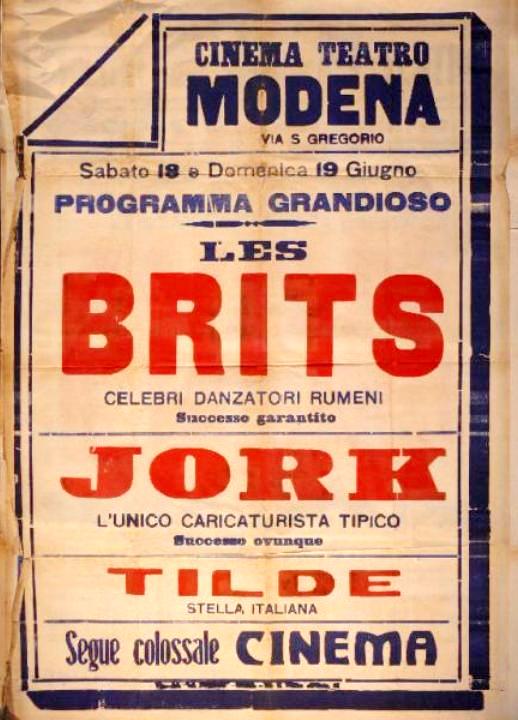 CINEMA TEATRO
MODENA
VIA S GREGORIO
Sabato 18 e Domenica 19 Giugno
PROGRAMMA GRANDIOSO
LES
BRITS
CELEBRI DANZATORI RUMENI
Successo garantito
JORK
L'UNICO CARICATURISTA TIPICO
Successo ovunque
TILDE
STELLA ITALIANA
Segue colossale CINEMA